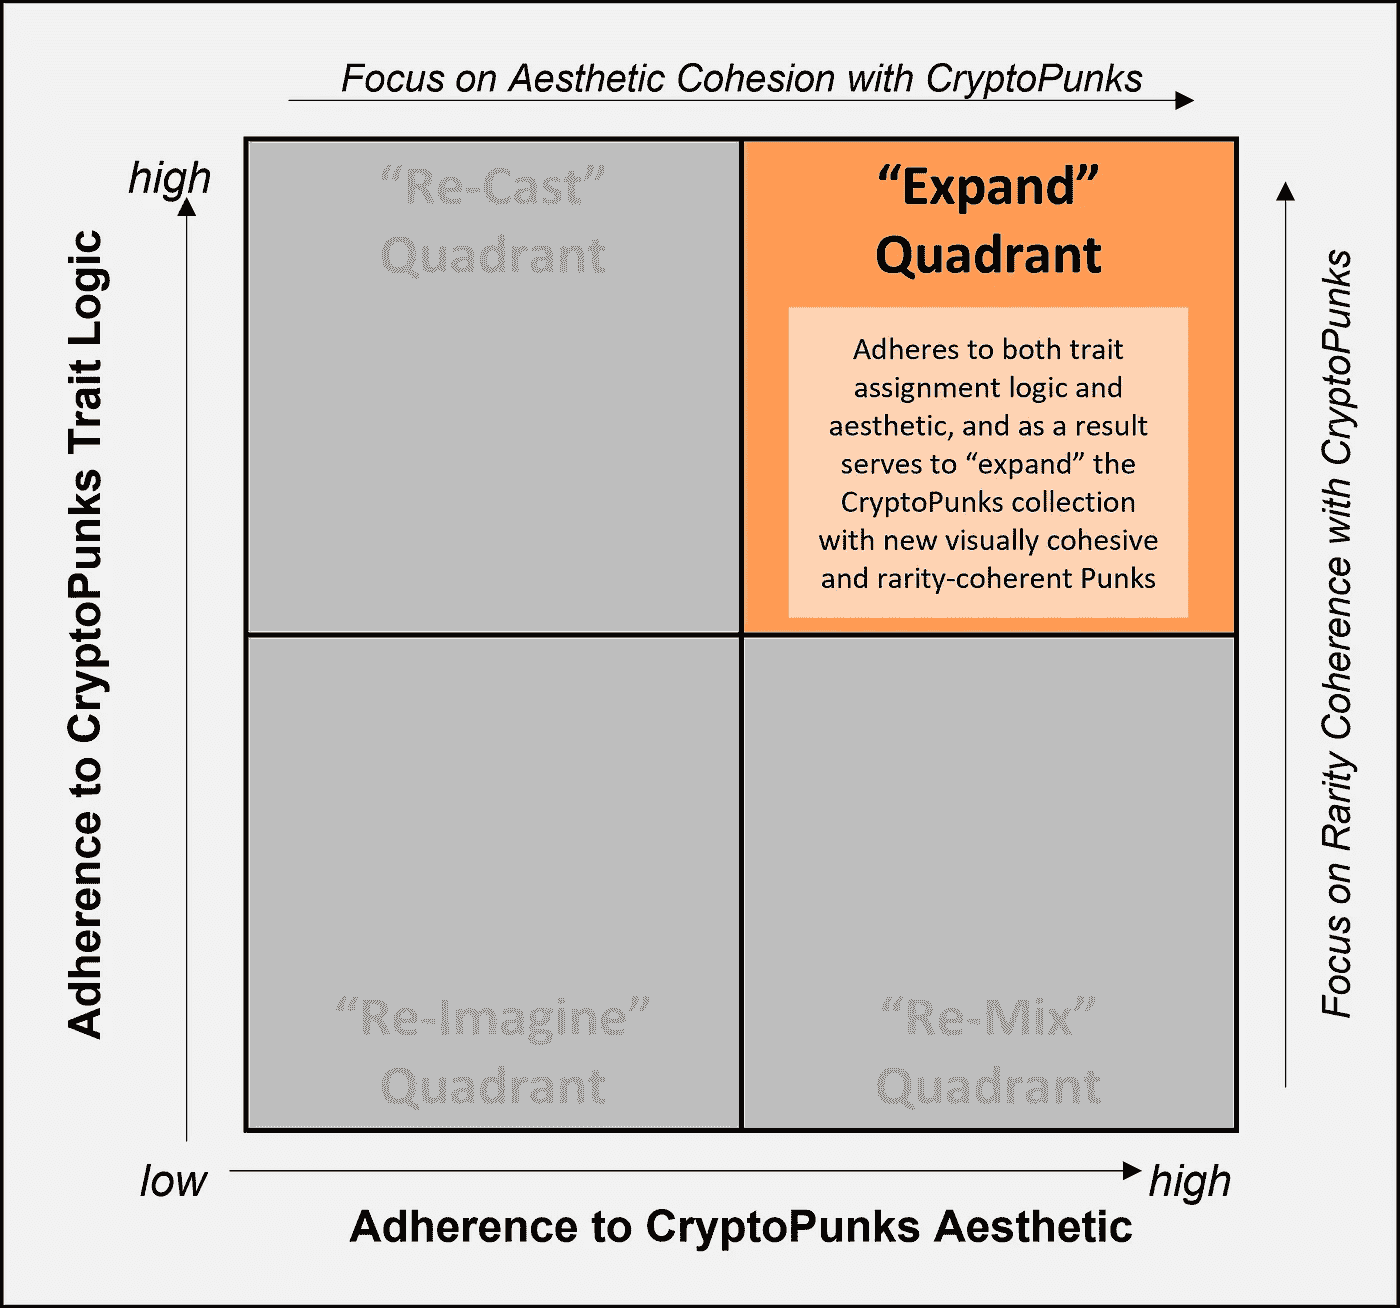 Focus on Aesthetic Cohesion with CryptoPunks
high
“Re-Cast”
Quadrant
“Expand”
Quadrant
Adheres to both trait
assignment logic and
aesthetic, and as a result
serves to “expand” the
CryptoPunks collection
with new visually cohesive
and rarity-coherent Punks
Adherence to CryptoPunks Trait Logic
Focus on Rarity Coherence with CryptoPunks
“Re-Imagine”
Quadrant
“Re-Mix”
Quadrant
low
high
Adherence to CryptoPunks Aesthetic